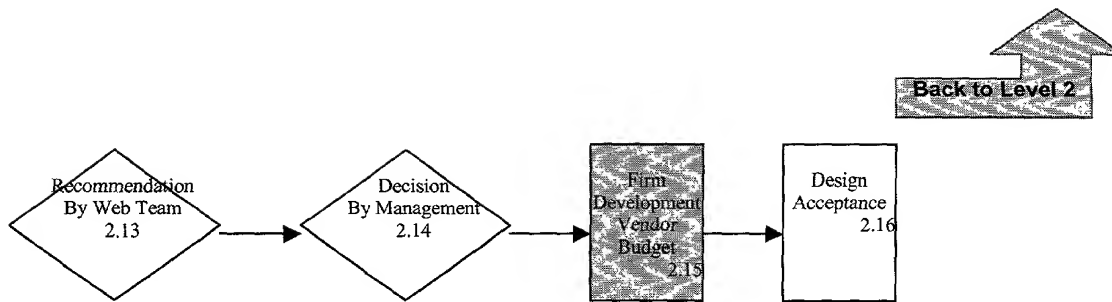 Back to Level 2
Recommendation
By Web Team
2.13
Decision
By Management
2.14
Firm
Development
Vendor
Budget
2.15
Design
Acceptance
2.16